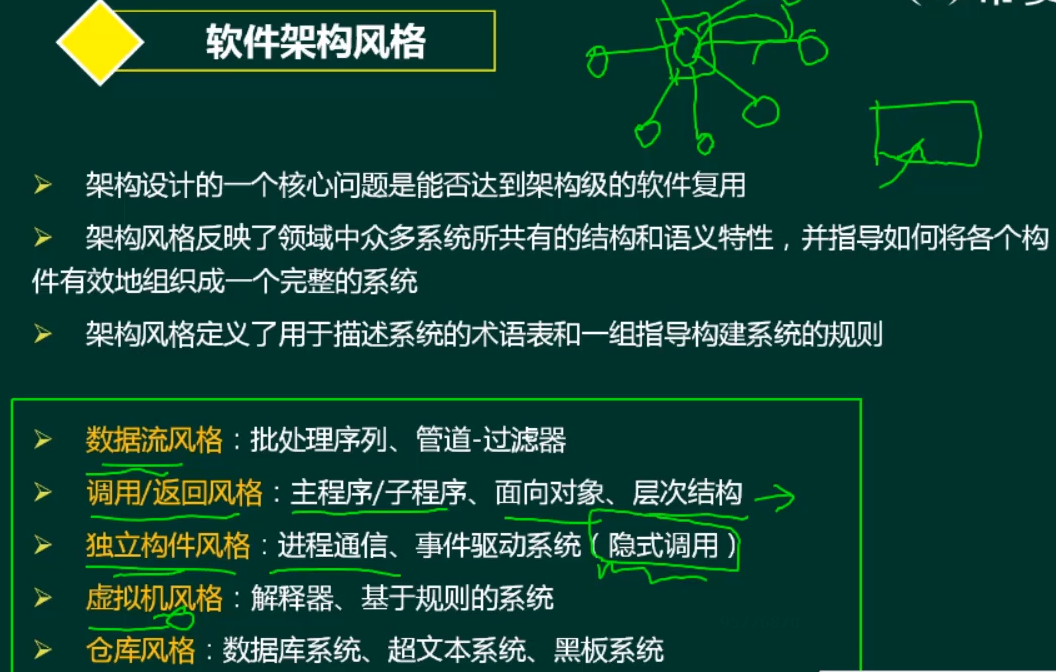 软件架构风格
架构设计的一个核心问题是能否达到架构级的软件复用
架构风格反映了领域中众多系统所共有的结构和语义特性，并指导如何将各个构
件有效地组织成一个完整的系统
架构风格定义了用于描述系统的术语表和一组指导构建系统的规则
数据流风格：批处理序列、管道-过滤器
调用/返回风格：主程序/子程序、面向对象、层次结构
独立构件风格：进程通信、事件驱动系统（隐式调用）
虚拟机风格：解释器、基于规则的系统
仓库风格：数据库系统、超文本系统、黑板系统